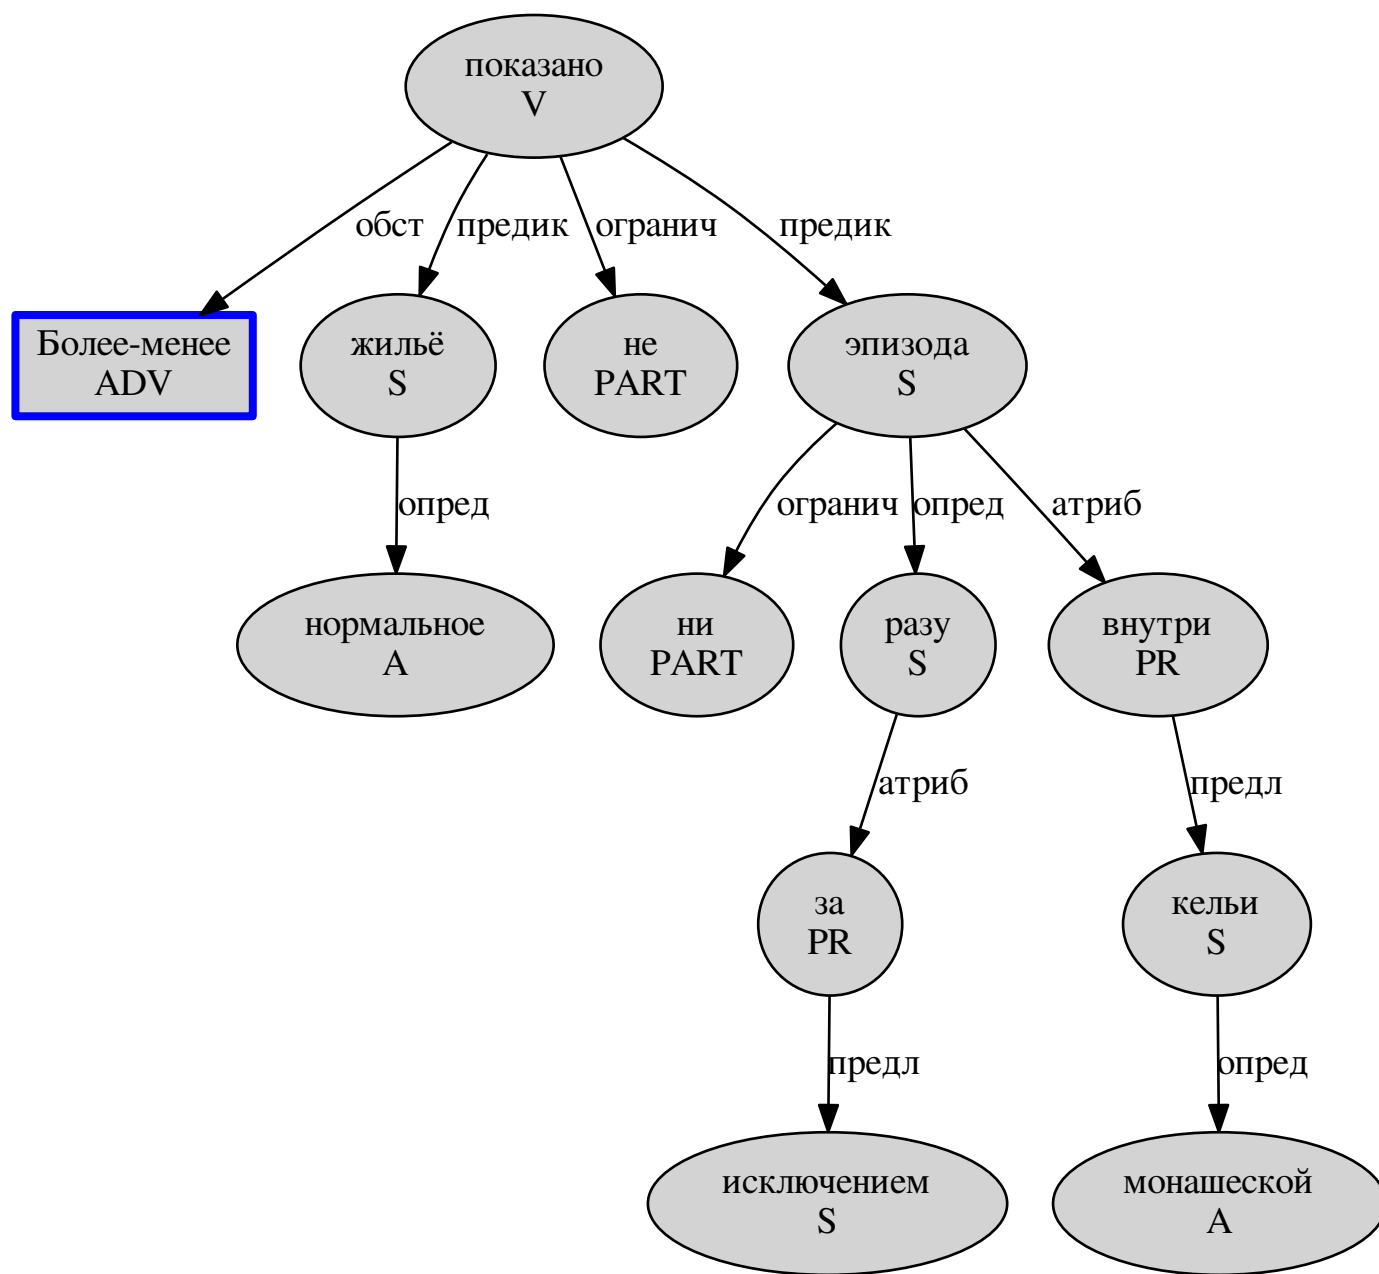 показано
V
обст
предик
огранич
предик
Более-менее
ADV
жильё
S
не
PART
эпизода
S
опред
огранич
опред
атриб
нормальное
A
ни
PART
разу
S
внутри
PR
атриб
предл
за
PR
кельи
S
предл
опред
исключением
S
монашеской
A